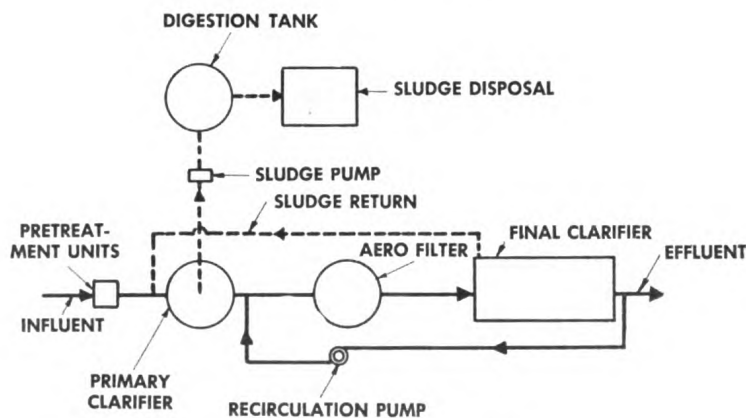 DIGESTION TANK
SLUDGE DISPOSAL
SLUDGE PUMP
SLUDGE RETURN
PRETREAT-
MENT UNITS
FINAL CLARIFIER
AERO FILTER
EFFLUENT
INFLUENT
PRIMARY
CLARIFIER
RECIRCULATION PUMP